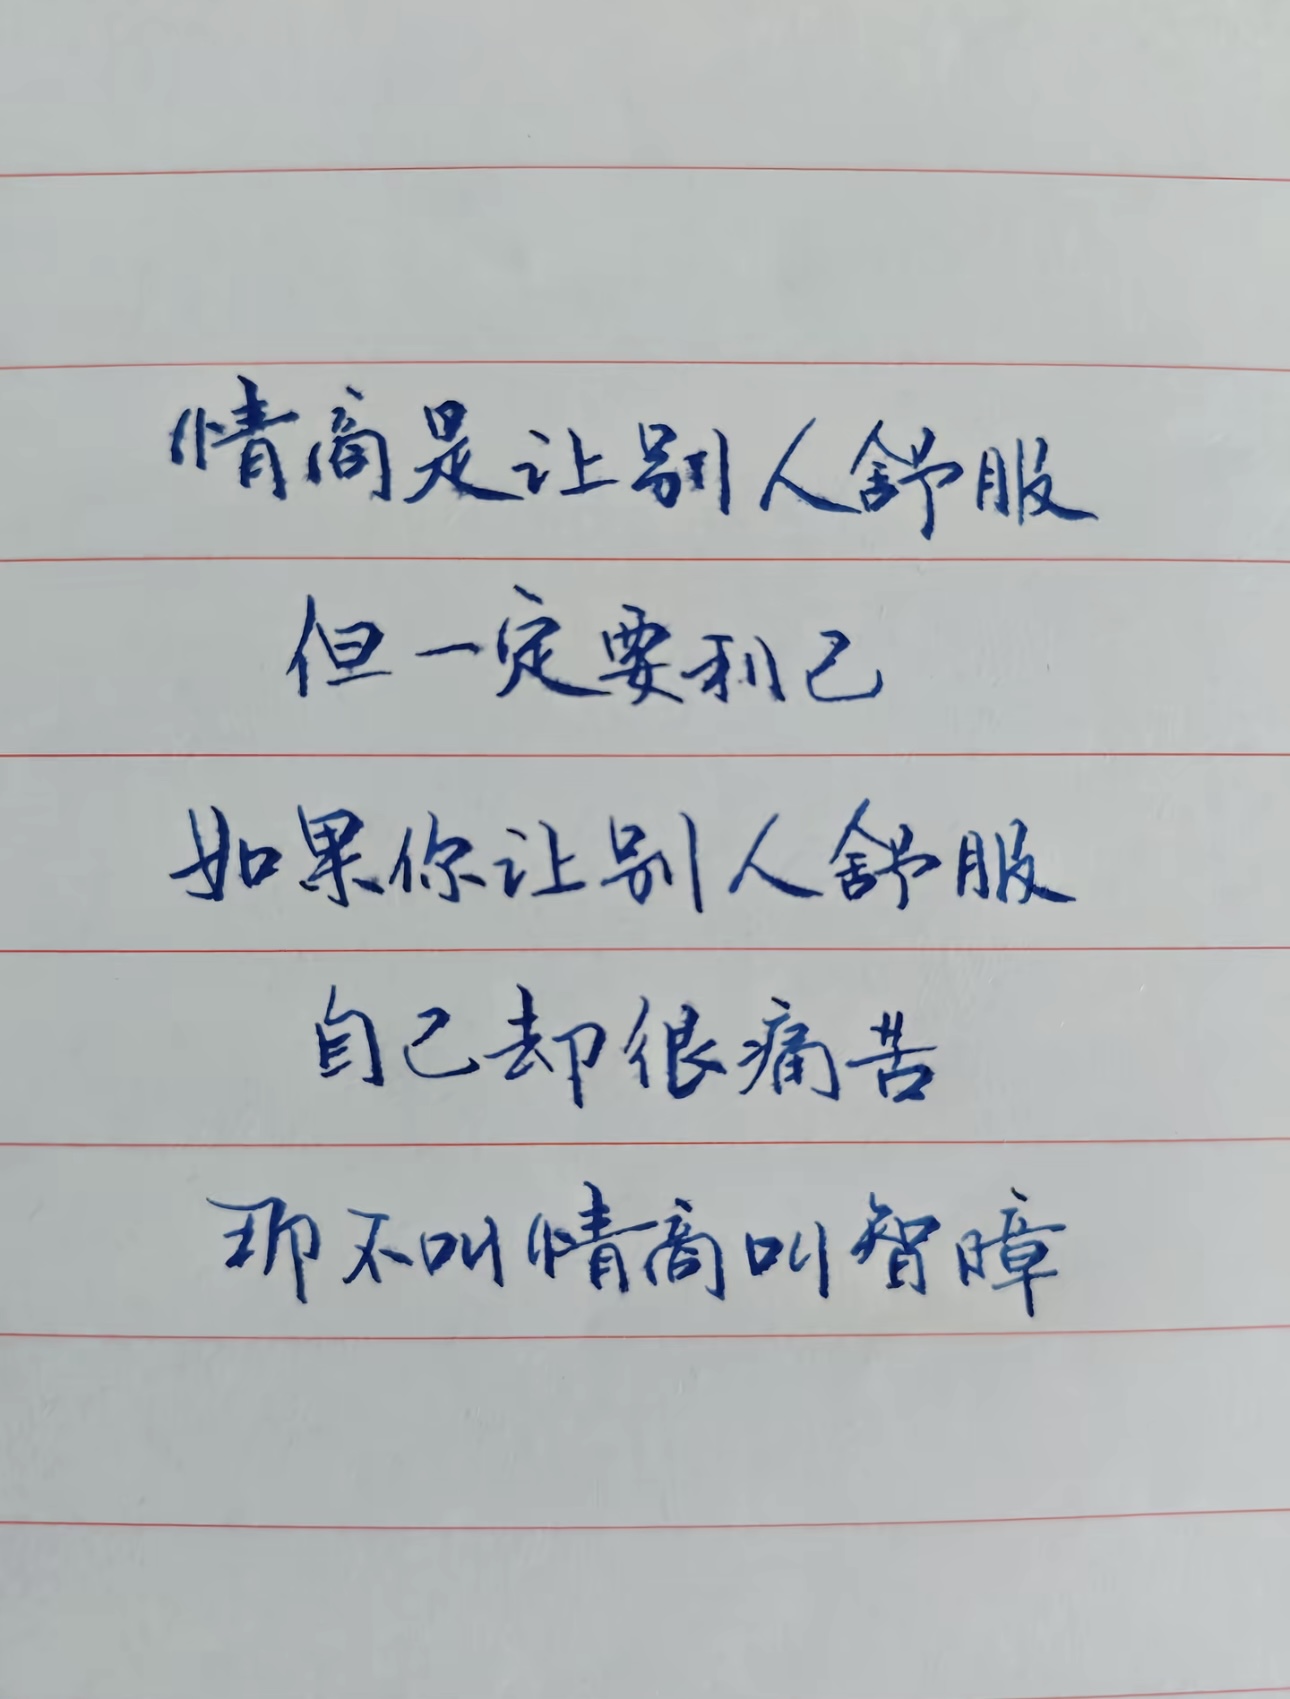 情商是让别人舒服
但一定要利己
如果你让别人舒服
自己却很痛苦
那不叫情商叫智暲